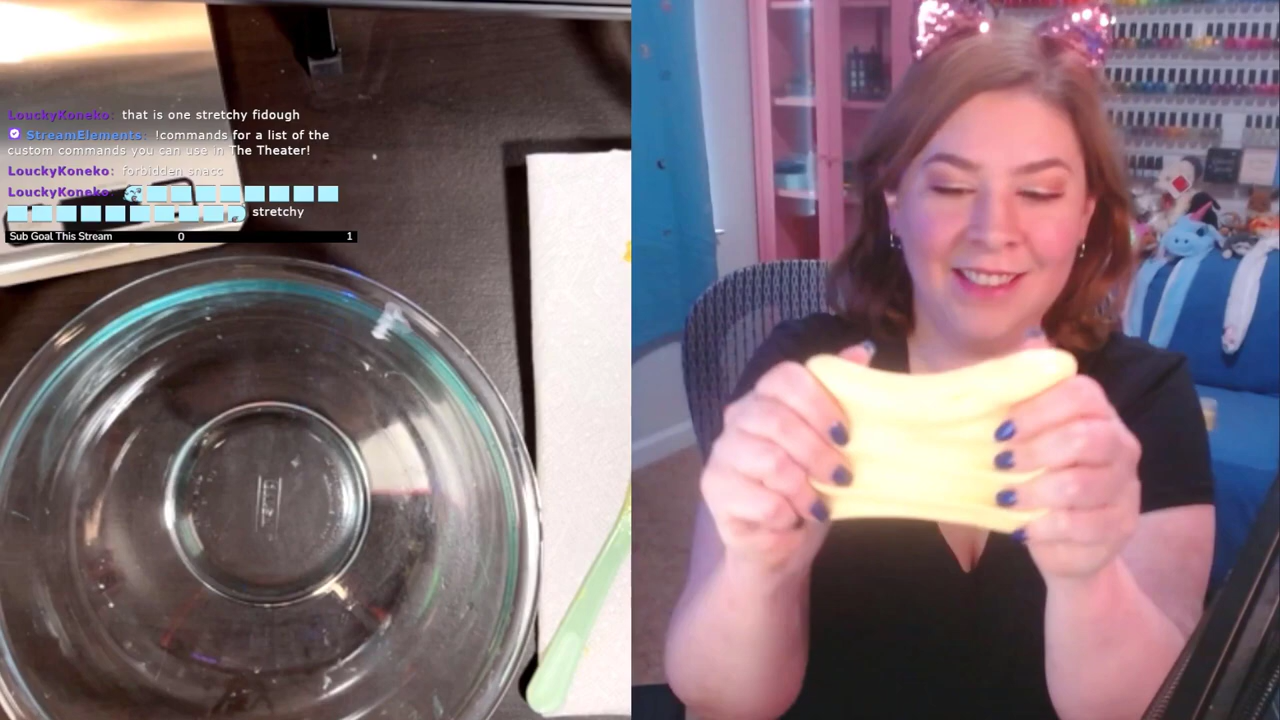 LouckyKoneko: that is one stretchy fidough
StreamElements: !commands for a list of the
custom commands you can use in The Theater!
LouckyKoneko: forbidden snacc
LouckyKoneko:
stretchy
Sub Goal This Stream 0 1